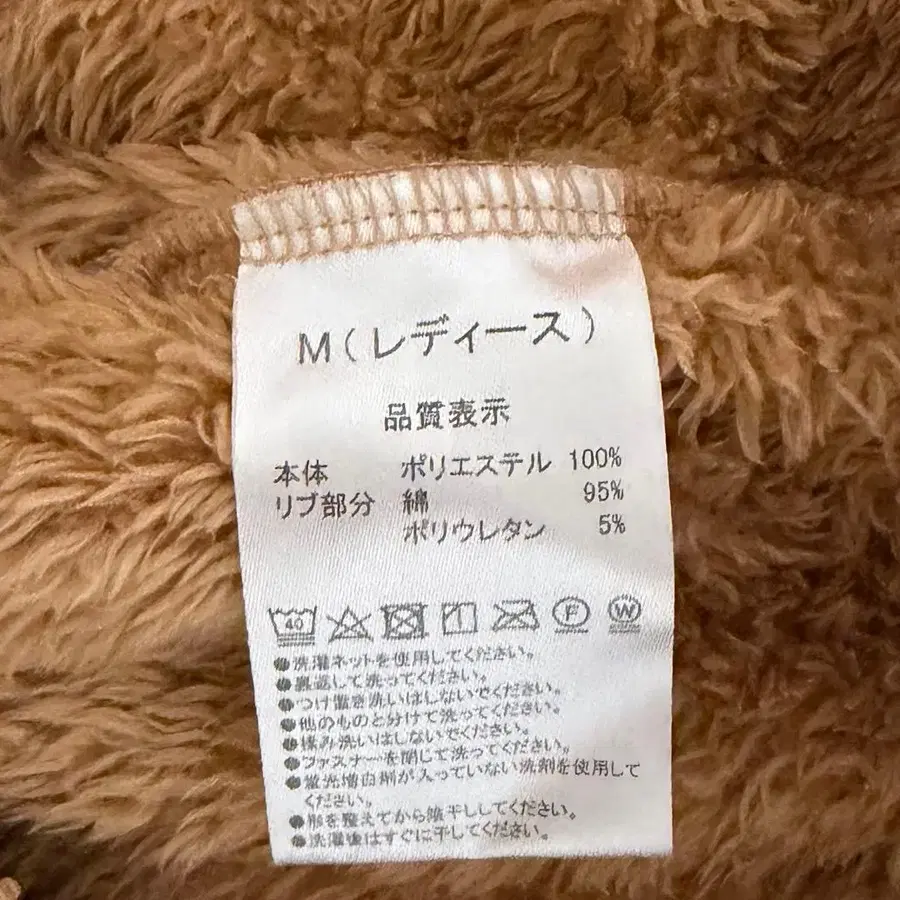 M(レディース)
品質表示
本体 ポリエステル 100%
リブ部分 綿 95%
ポリウレタン 5%
40 F W
●洗濯ネットを使用してください。
●裏返して洗ってください。
●つけ置き洗いはしないでください。
●他のものと分けて洗ってください。
●揉み洗いはしないでください。
●ファスナーを閉じて洗ってください。
●蛍光増白剤が入っていない洗剤を使用して
ください。
●形を整えてから陰干ししてください。
●洗濯後はすぐに干してください。